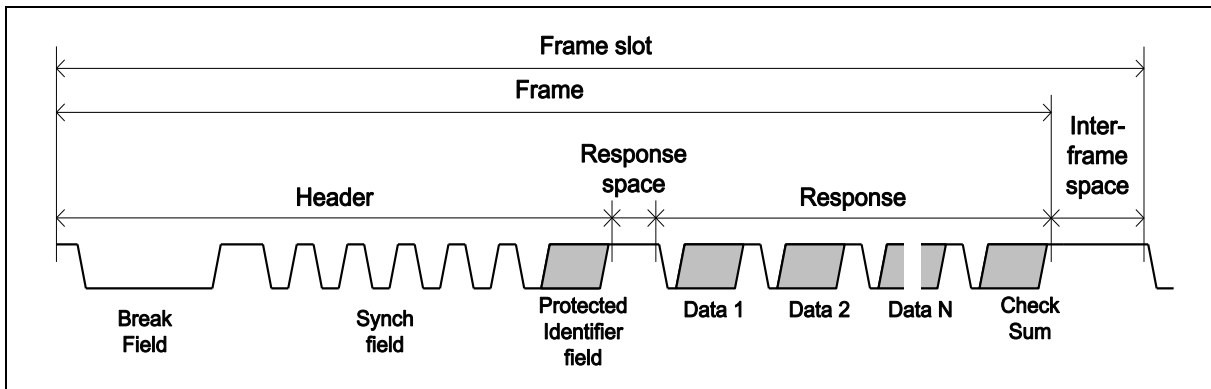 Frame slot
Frame
Inter-
frame
space
Response
space
Header
Response
Break
Field
Synch
field
Protected
Identifier
field
Data 1
Data 2
Data N
Check
Sum